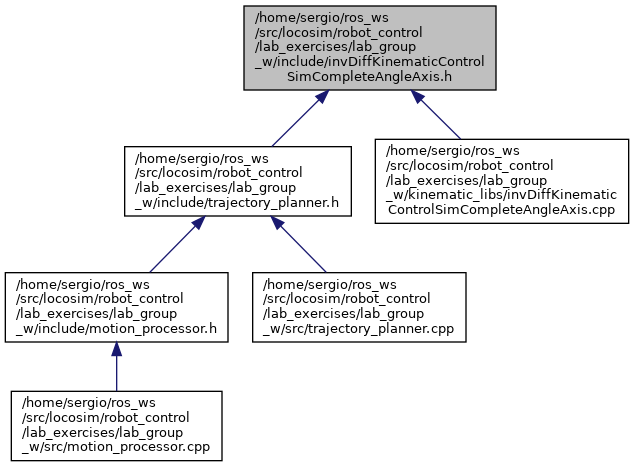 /home/sergio/ros_ws
/src/locosim/robot_control
/lab_exercises/lab_group
_w/include/invDiffKinematicControl
SimCompleteAngleAxis.h
/home/sergio/ros_ws
/src/locosim/robot_control
/lab_exercises/lab_group
_w/include/trajectory_planner.h
/home/sergio/ros_ws
/src/locosim/robot_control
/lab_exercises/lab_group
_w/kinematic_libs/invDiffKinematic
ControlSimCompleteAngleAxis.cpp
/home/sergio/ros_ws
/src/locosim/robot_control
/lab_exercises/lab_group
_w/include/motion_processor.h
/home/sergio/ros_ws
/src/locosim/robot_control
/lab_exercises/lab_group
_w/src/trajectory_planner.cpp
/home/sergio/ros_ws
/src/locosim/robot_control
/lab_exercises/lab_group
_w/src/motion_processor.cpp